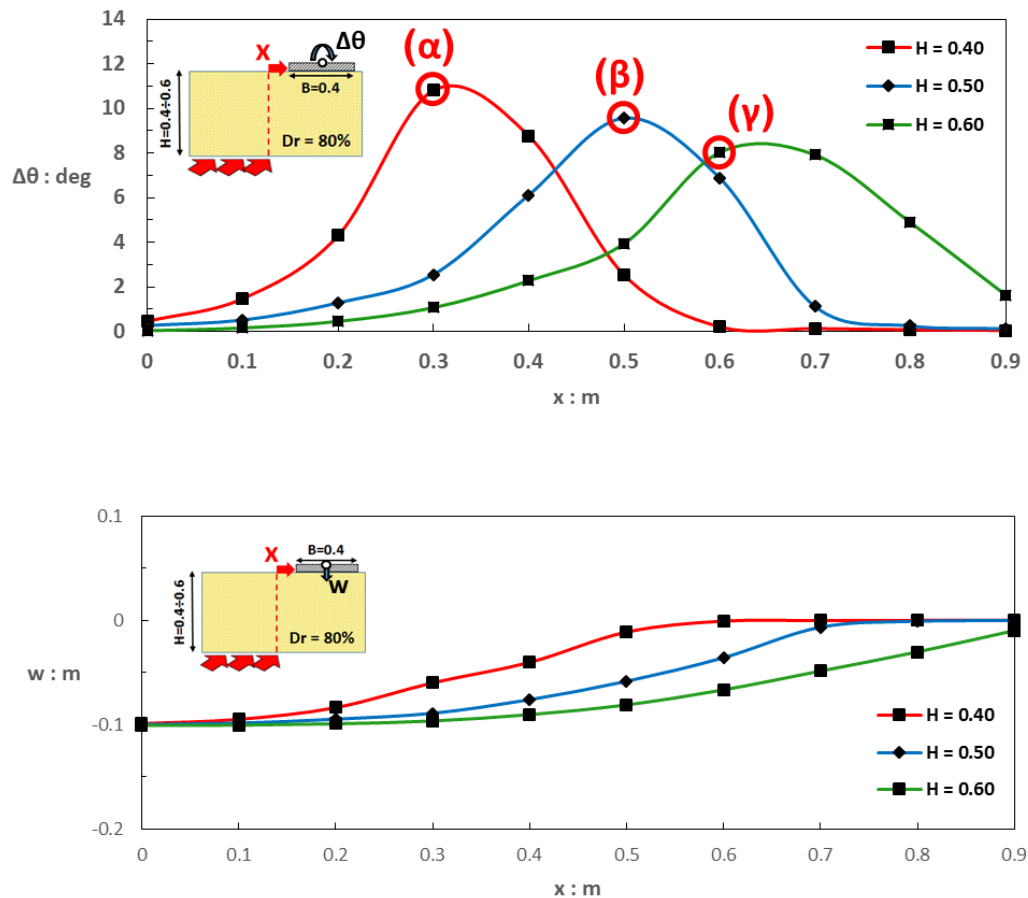 14
12
10
8
6
4
2
0
Δθ : deg
X
Δθ
B=0.4
H=0.4÷0.6
Dr = 80%
(α)
(β)
(γ)
H = 0.40
H = 0.50
H = 0.60
0 0.1 0.2 0.3 0.4 0.5 0.6 0.7 0.8 0.9
x : m
0.1
0
-0.1
-0.2
w : m
X
B=0.4
W
H=0.4÷0.6
Dr = 80%
H = 0.40
H = 0.50
H = 0.60
0 0.1 0.2 0.3 0.4 0.5 0.6 0.7 0.8 0.9
x : m